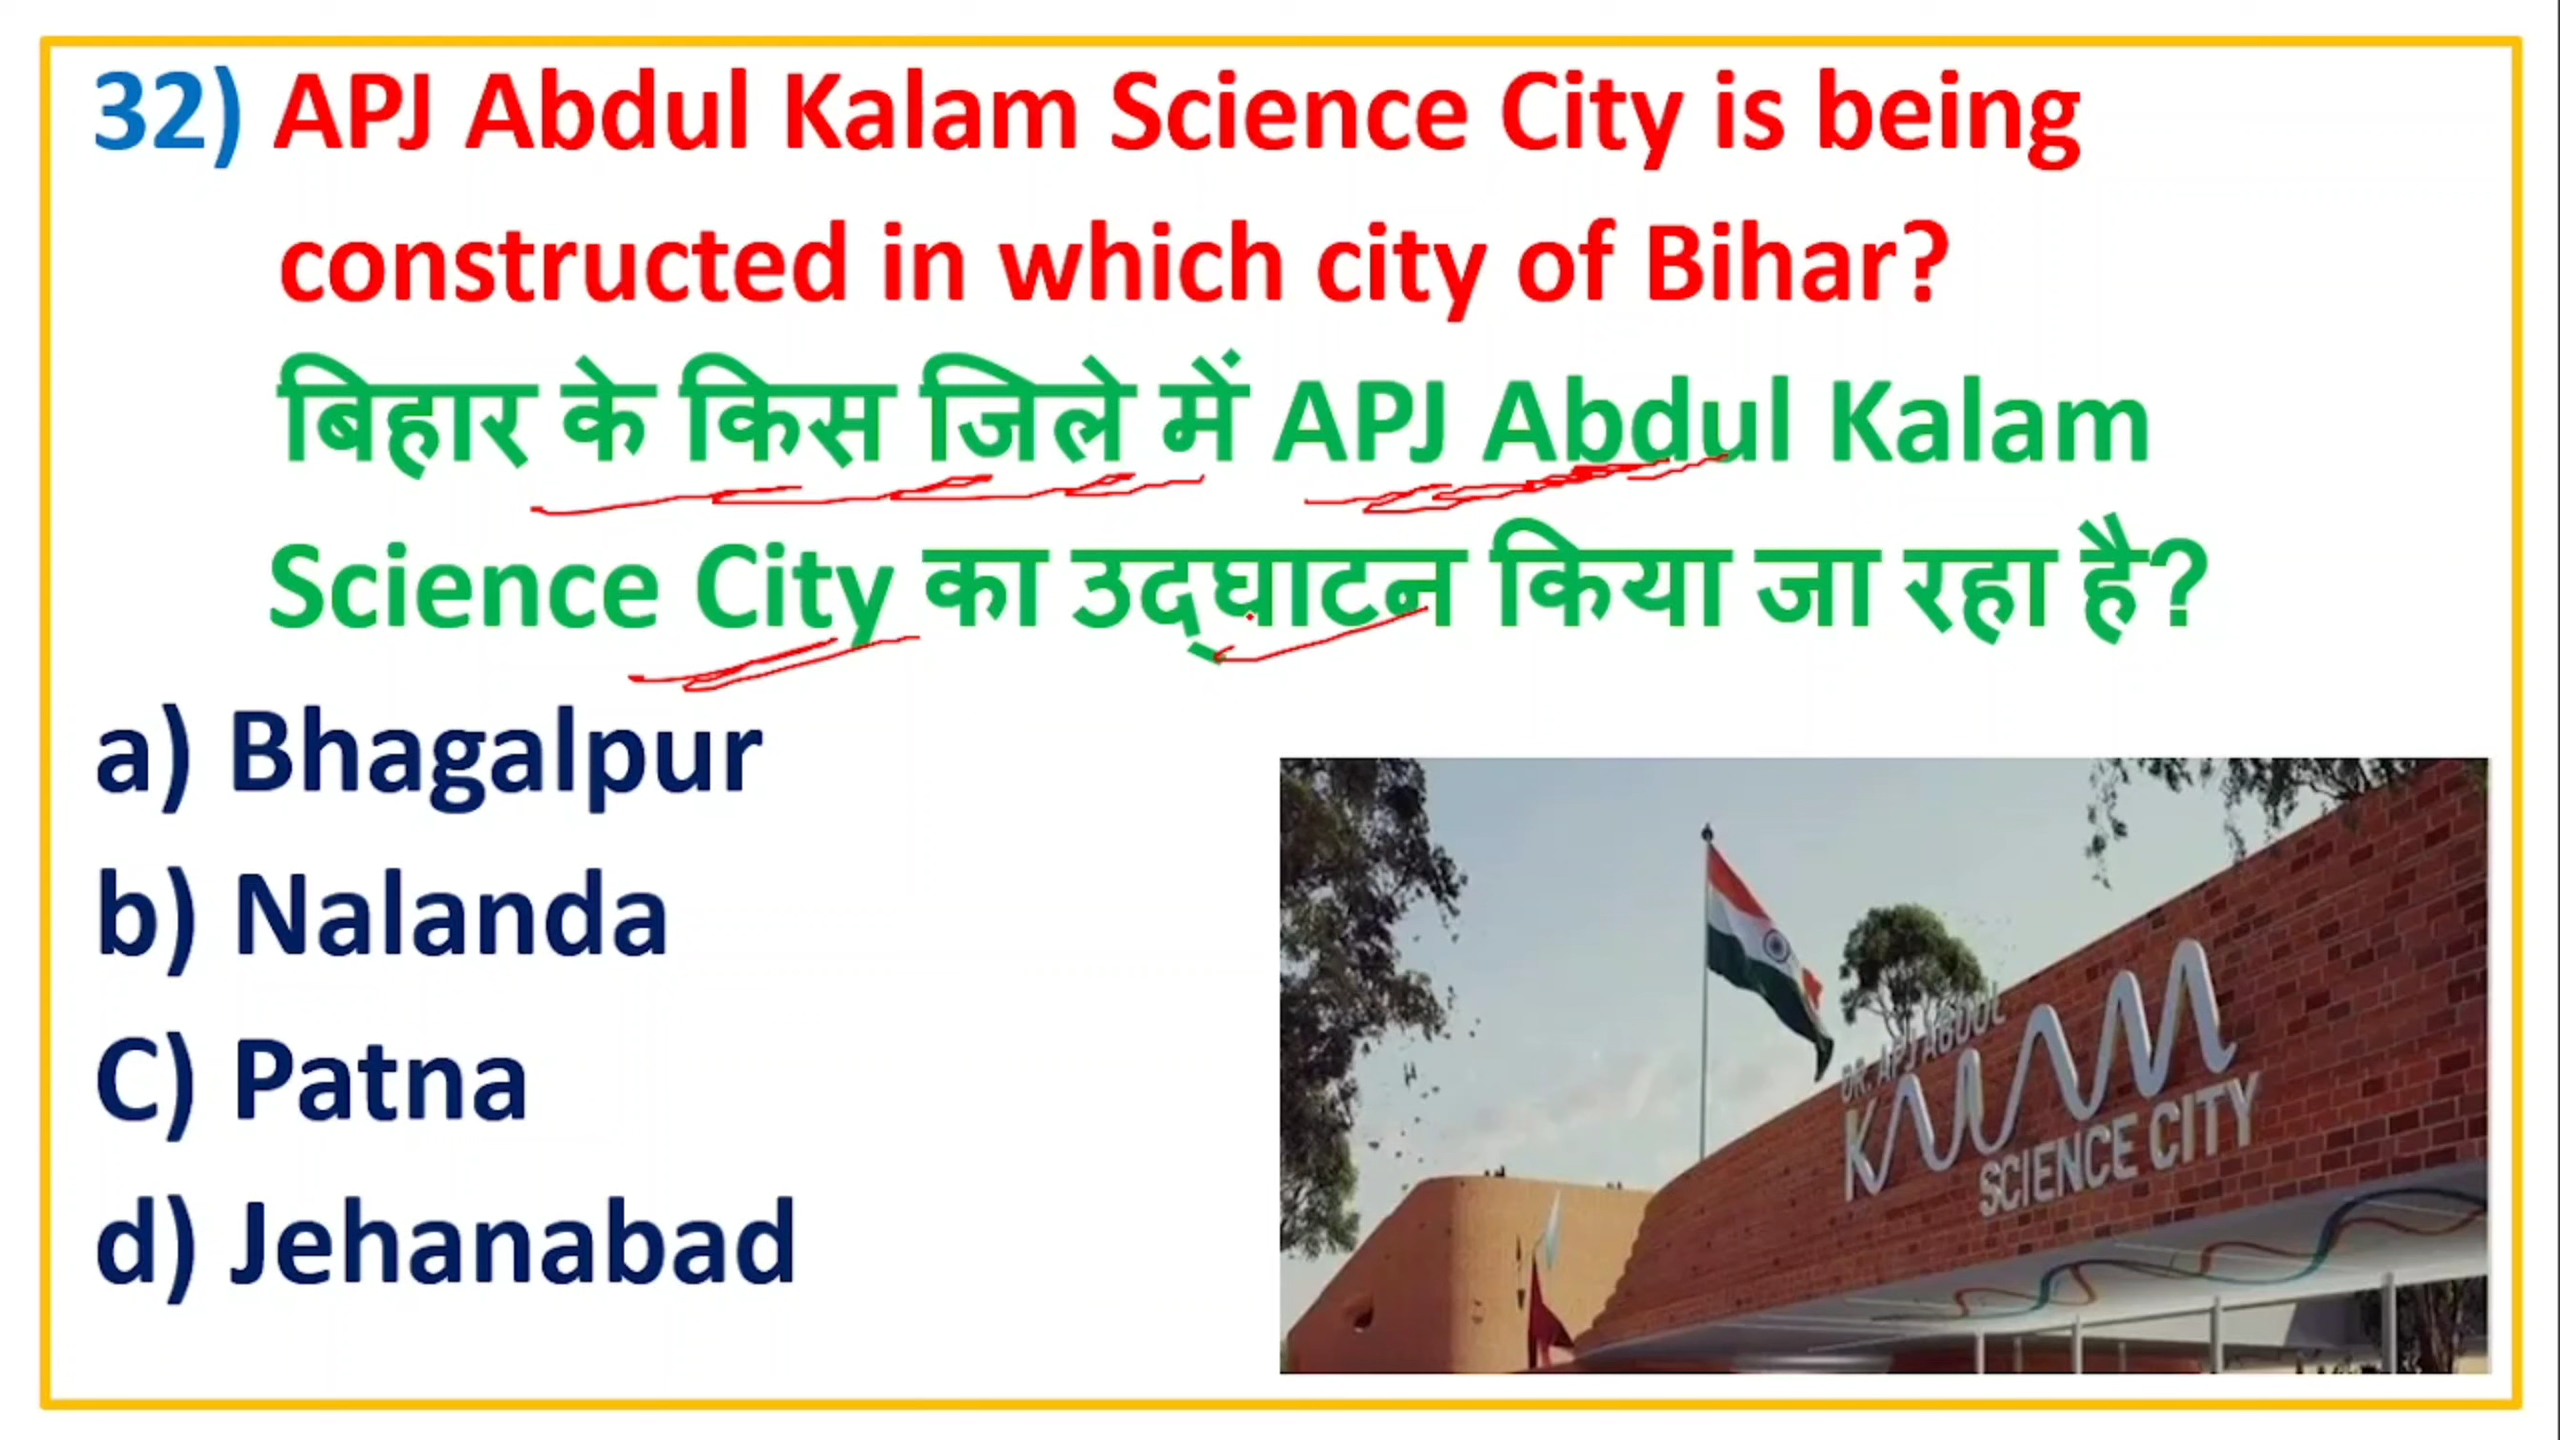 32) APJ Abdul Kalam Science City is being
constructed in which city of Bihar?
बिहार के किस जिले में APJ Abdul Kalam
Science City का उद्घाटन किया जा रहा है?
a) Bhagalpur
b) Nalanda
C) Patna
d) Jehanabad
DR. APJ ABDUL
KALAM
SCIENCE CITY